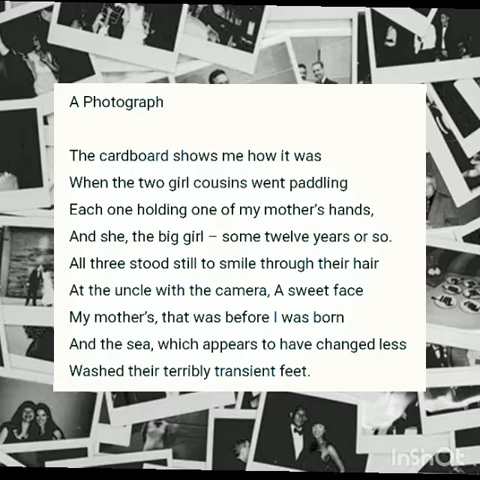 A Photograph
The cardboard shows me how it was
When the two girl cousins went paddling
Each one holding one of my mother's hands,
And she, the big girl – some twelve years or so.
All three stood still to smile through their hair
At the uncle with the camera, A sweet face
My mother's, that was before I was born
And the sea, which appears to have changed less
Washed their terribly transient feet.
InShOt